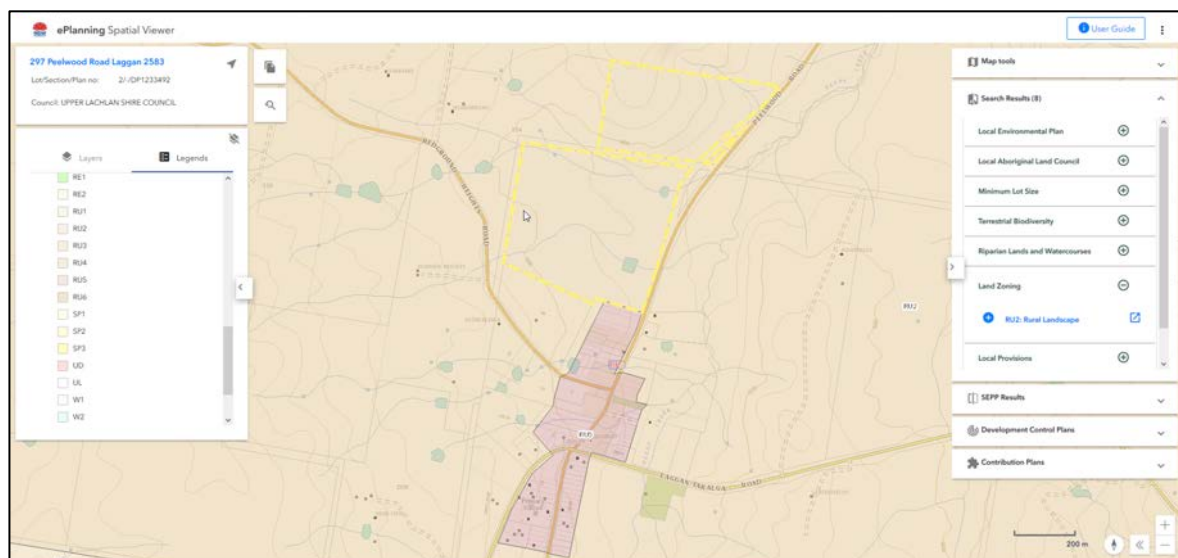 ePlanning Spatial Viewer
User Guide
297 Peelwood Road Laggan 2583
Lot/Section/Plan no: 2/-/DP1233492
Council: UPPER LACHLAN SHIRE COUNCIL
Layers
Legends
RE1
RE2
RU1
RU2
RU3
RU4
RU5
RU6
SP1
SP2
SP3
UD
UL
W1
W2
PEELWOOD ROAD
REDGROUND HEIGHTS ROAD
RU2
RU5
LAGGAN TARALGA ROAD
Map tools
Search Results (8)
Local Environmental Plan
Local Aboriginal Land Council
Minimum Lot Size
Terrestrial Biodiversity
Riparian Lands and Watercourses
Land Zoning
RU2: Rural Landscape
Local Provisions
SEPP Results
Development Control Plans
Contribution Plans
200 m